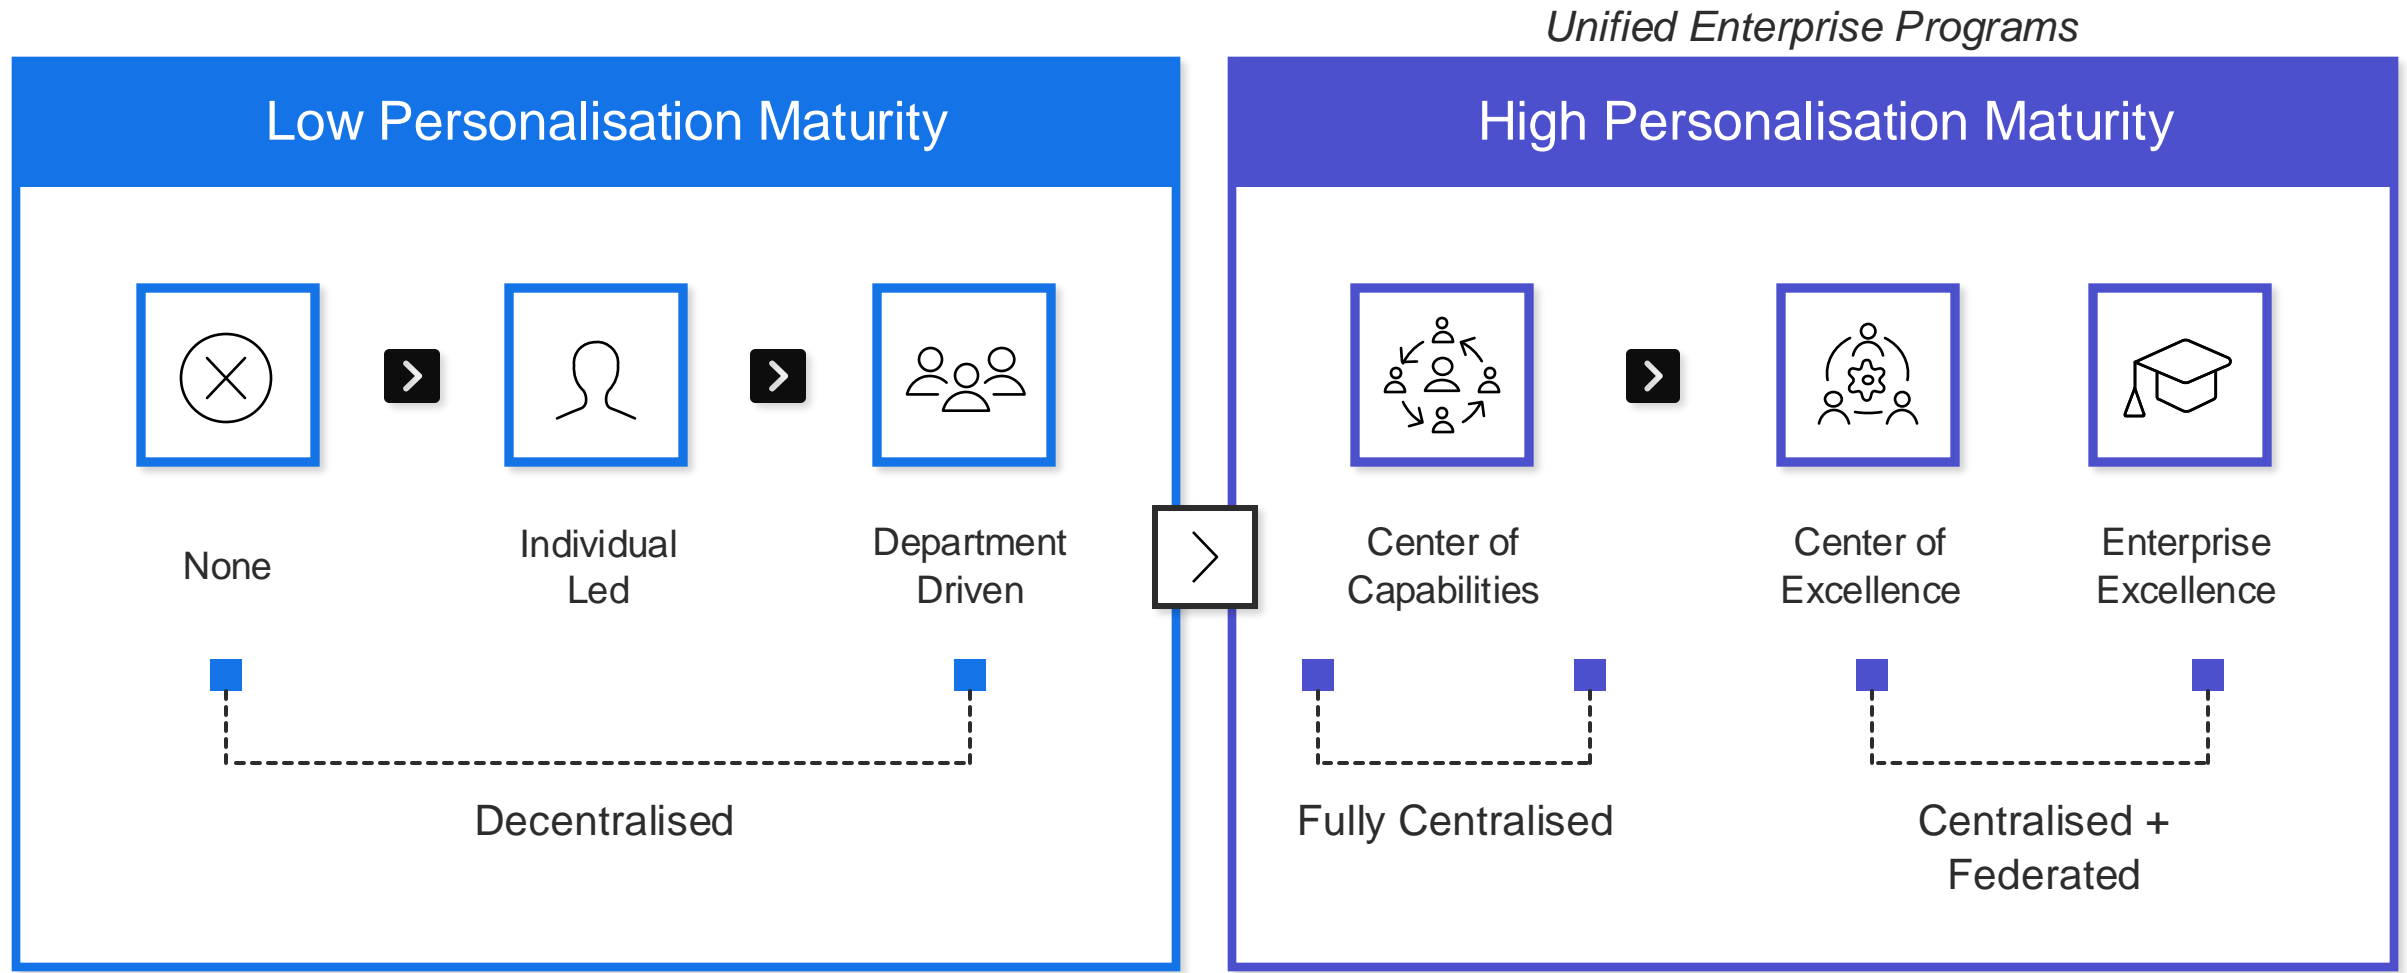 Unified Enterprise Programs
Low Personalisation Maturity
High Personalisation Maturity
None
Individual
Led
Department
Driven
Center of
Capabilities
Center of
Excellence
Enterprise
Excellence
Decentralised
Fully Centralised
Centralised +
Federated